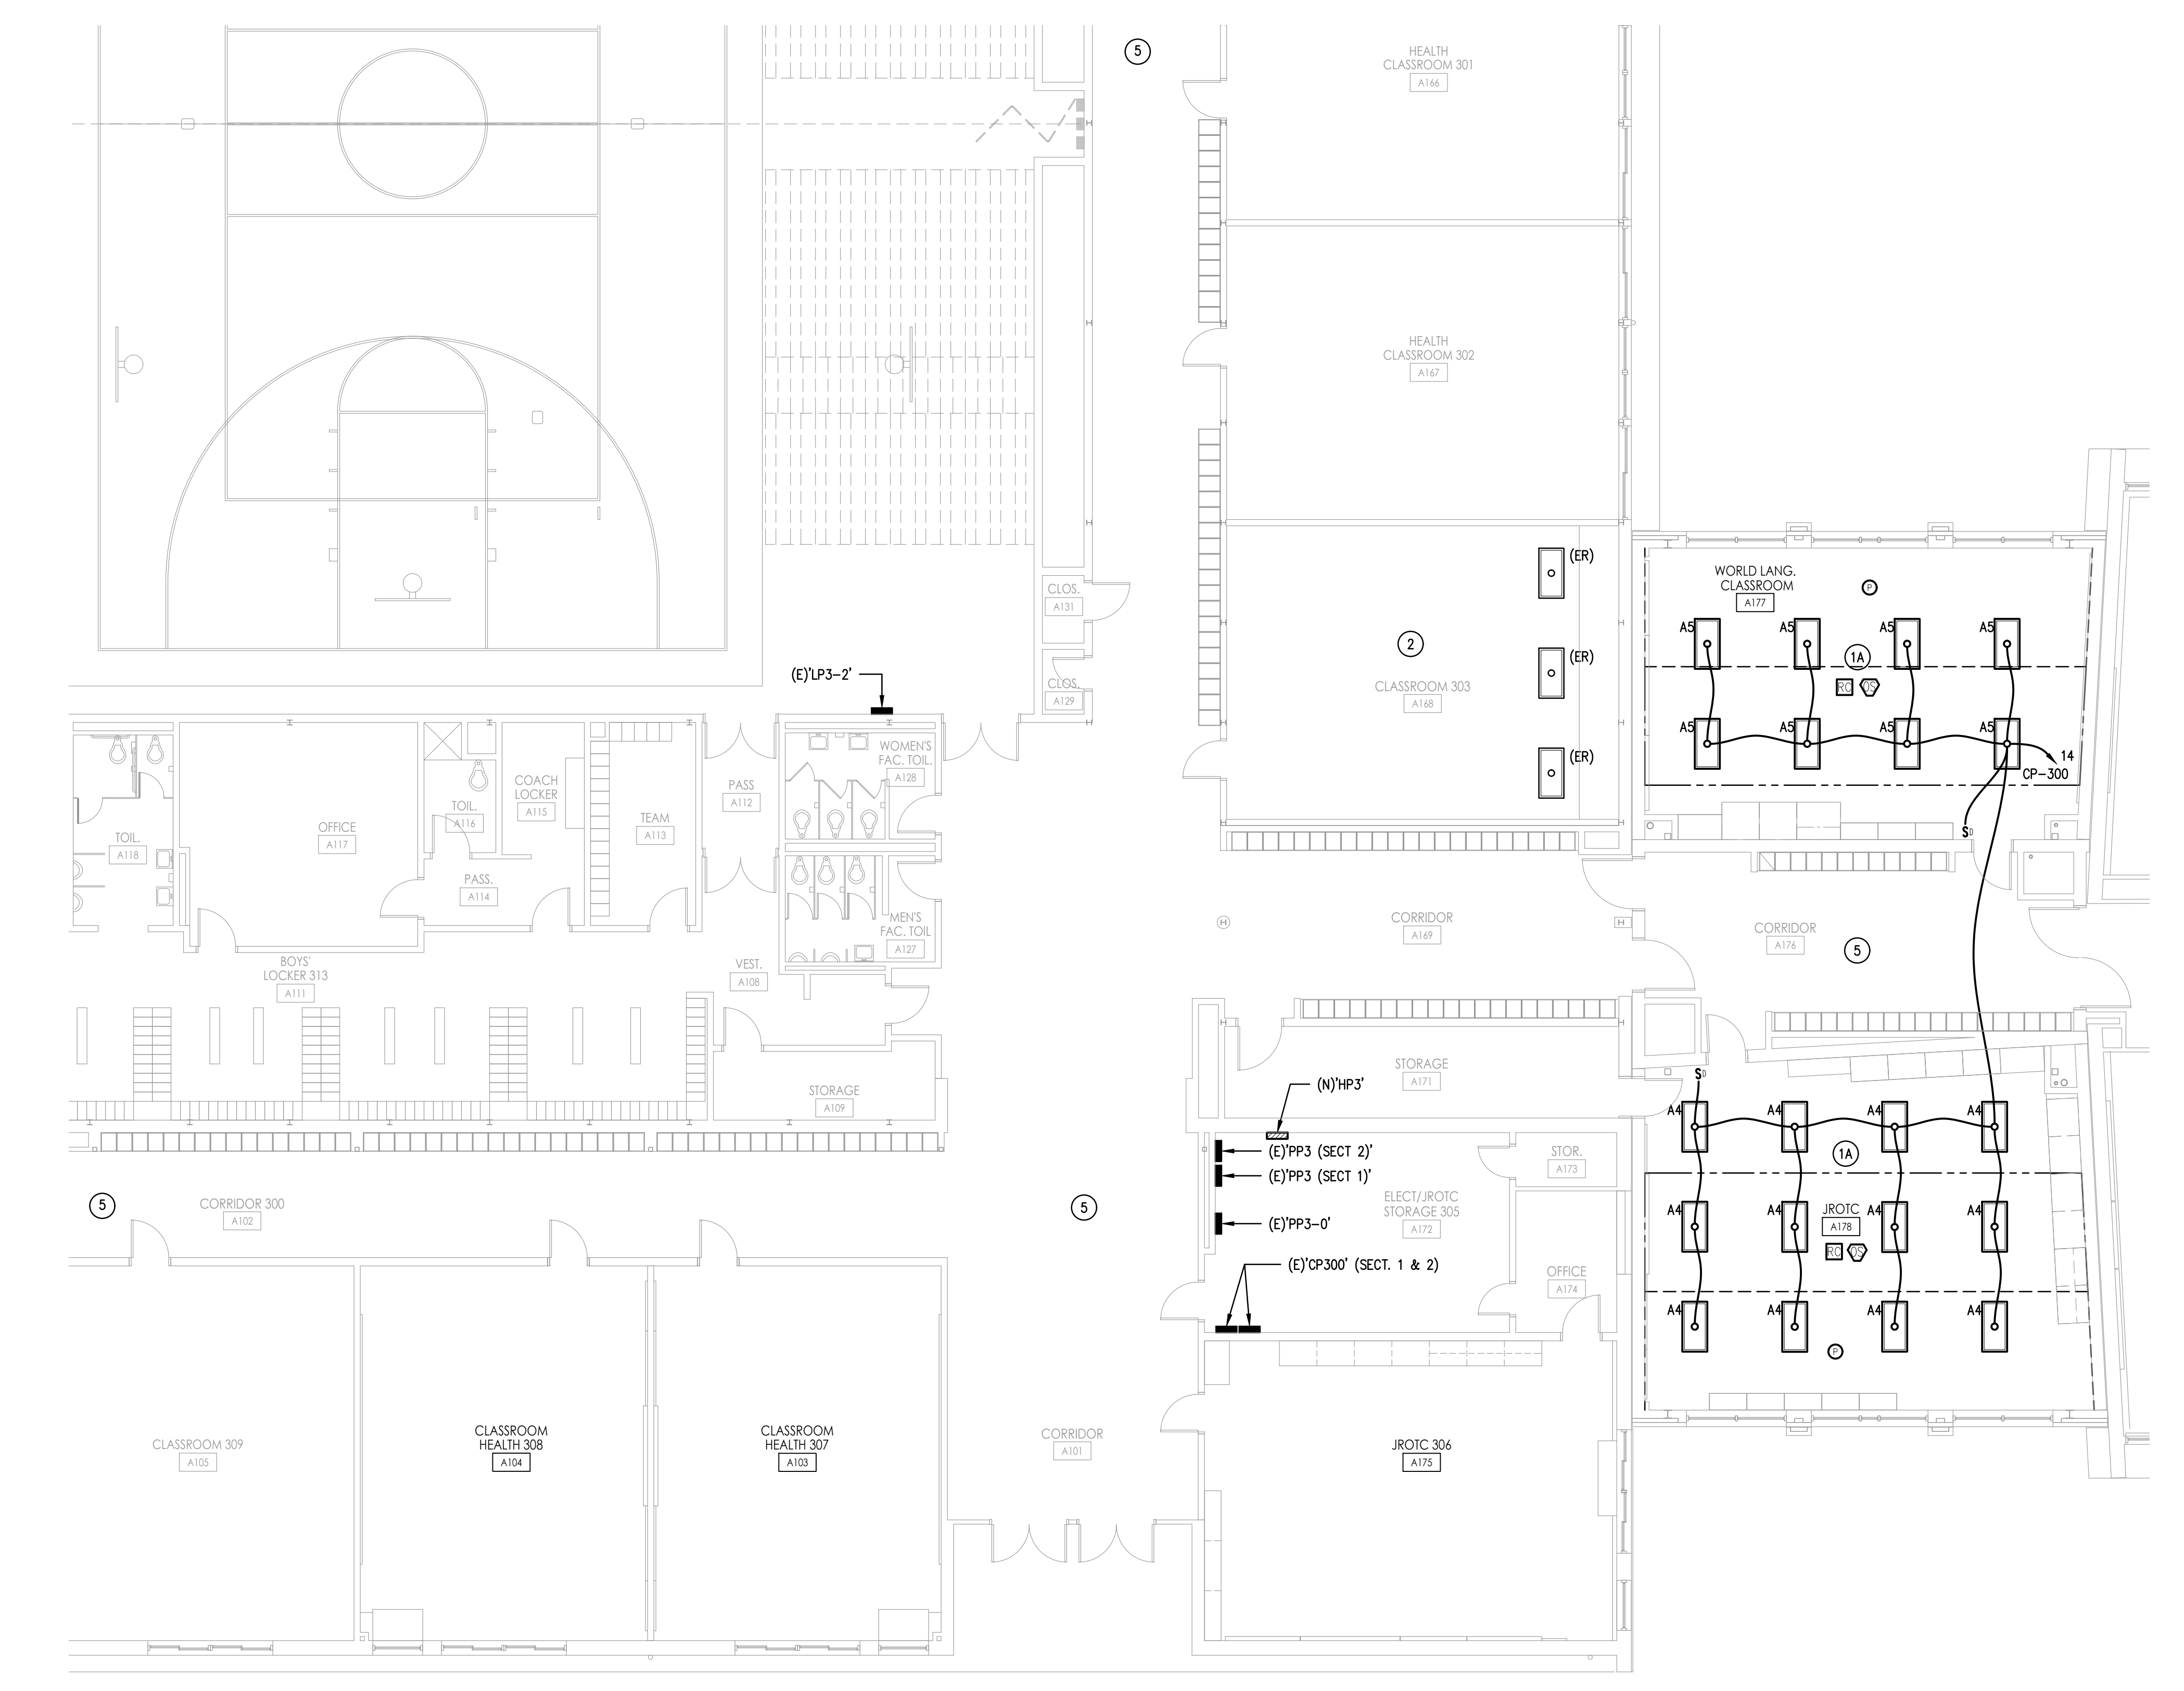 5
HEALTH
CLASSROOM 301
A166
HEALTH
CLASSROOM 302
A167
(ER)
(ER)
(ER)
2
CLASSROOM 303
A168
WORLD LANG.
CLASSROOM
A177
P
A5
A5
A5
A5
1A
RC
OS
A5
A5
A5
A5
14
CP-300
SD
CLOS.
A131
CLOS.
A129
(E)'LP3-2'
WOMEN'S
FAC. TOIL.
A128
PASS
A112
COACH
LOCKER
A115
TOIL.
A116
TEAM
A113
OFFICE
A117
TOIL.
A118
PASS.
A114
MEN'S
FAC. TOIL
A127
H
CORRIDOR
A169
H
CORRIDOR
A176
5
BOYS'
LOCKER 313
A111
VEST.
A108
STORAGE
A109
STORAGE
A171
(N)'HP3'
(E)'PP3 (SECT 2)'
(E)'PP3 (SECT 1)'
(E)'PP3-0'
(E)'CP300' (SECT. 1 & 2)
STOR.
A173
ELECT/JROTC
STORAGE 305
A172
OFFICE
A174
SD
A4
A4
A4
A4
1A
A4
A4
A4
A4
JROTC
A178
RC
OS
A4
A4
A4
A4
P
5
CORRIDOR 300
A102
5
CLASSROOM 309
A105
CLASSROOM
HEALTH 308
A104
CLASSROOM
HEALTH 307
A103
CORRIDOR
A101
JROTC 306
A175